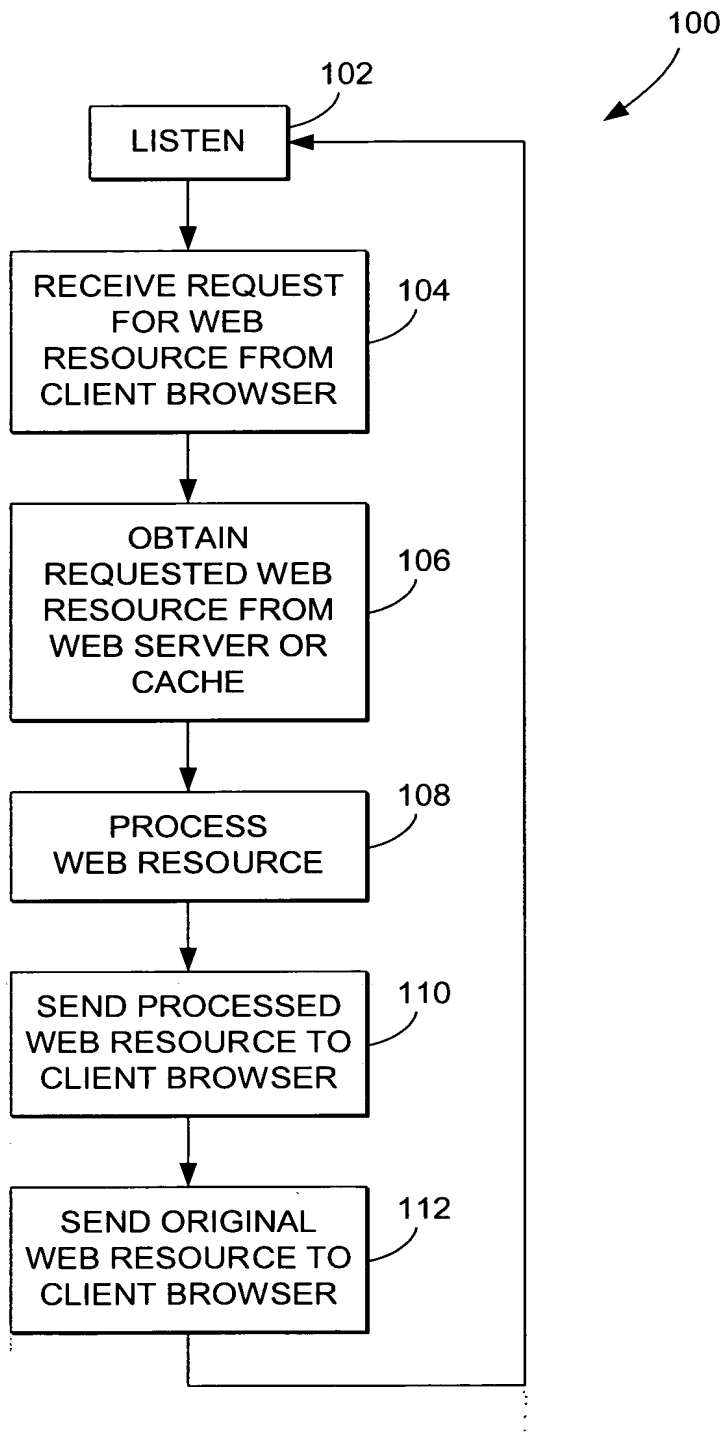 100
102
LISTEN
RECEIVE REQUEST
FOR WEB
RESOURCE FROM
CLIENT BROWSER
104
OBTAIN
REQUESTED WEB
RESOURCE FROM
WEB SERVER OR
CACHE
106
PROCESS
WEB RESOURCE
108
SEND PROCESSED
WEB RESOURCE TO
CLIENT BROWSER
110
SEND ORIGINAL
WEB RESOURCE TO
CLIENT BROWSER
112